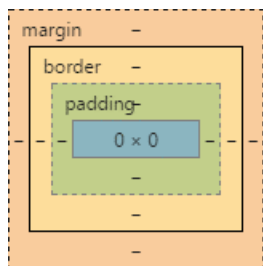 margin –
border –
padding–
– – – 0 × 0 – – –
–
–
–